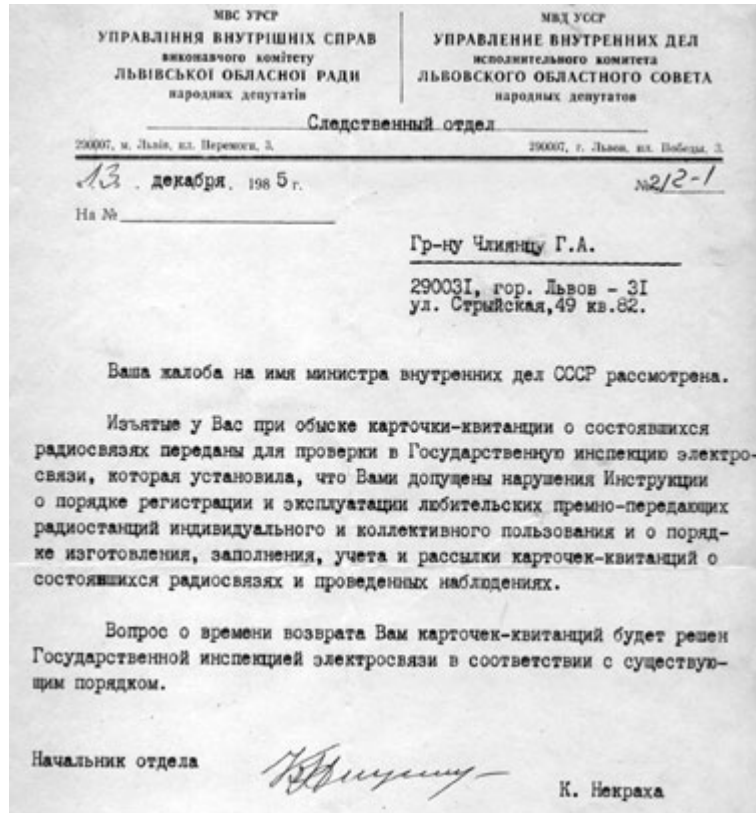 МВС УРСР
УПРАВЛІННЯ ВНУТРІШНІХ СПРАВ
виконавчого комітету
ЛЬВІВСЬКОЇ ОБЛАСНОЇ РАДИ
народних депутатів
МВД УССР
УПРАВЛЕНИЕ ВНУТРЕННИХ ДЕЛ
исполнительного комитета
ЛЬВОВСКОГО ОБЛАСТНОГО СОВЕТА
народных депутатов
Следственный отдел
290007, м. Львів, пл. Перемоги, 3.
290007, г. Львов, пл. Победы, 3.
13 . декабря . 1985 г.
№ 2/2-1
На №
Гр-ну Члиянцу Г.А.
290031, гор. Львов - 31
ул. Стрыйская,49 кв.82.
Ваша жалоба на имя министра внутренних дел СССР рассмотрена.
Изъятые у Вас при обыске карточки-квитанции о состоявшихся
радиосвязях переданы для проверки в Государственную инспекцию электро-
связи, которая установила, что Вами допущены нарушения Инструкции
о порядке регистрации и эксплуатации любительских премно-передающих
радиостанций индивидуального и коллективного пользования и о поряд-
ке изготовления, заполнения, учета и рассылки карточек-квитанций о
состоявшихся радиосвязях и проведенных наблюдениях.
Вопрос о времени возврата Вам карточек-квитанций будет решен
Государственной инспекцией электросвязи в соответствии с существую-
щим порядком.
Начальник отдела
К. Некраха